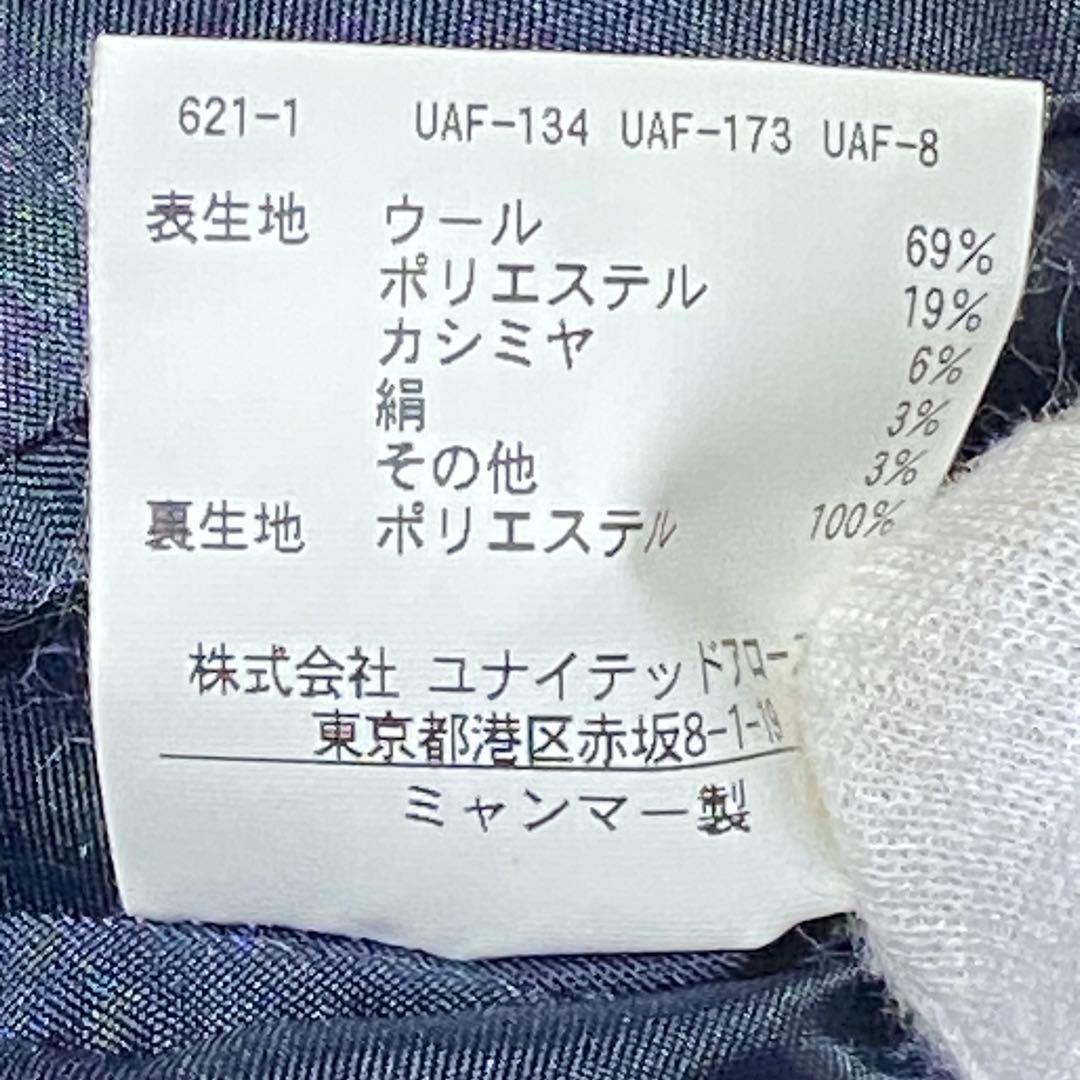 621-1 UAF-134 UAF-173 UAF-8
表生地 ウール 69%
ポリエステル 19%
カシミヤ 6%
絹 3%
その他 3%
裏生地 ポリエステル 100%
株式会社 ユナイテッドアロー
東京都港区赤坂8-1-19
ミャンマー製